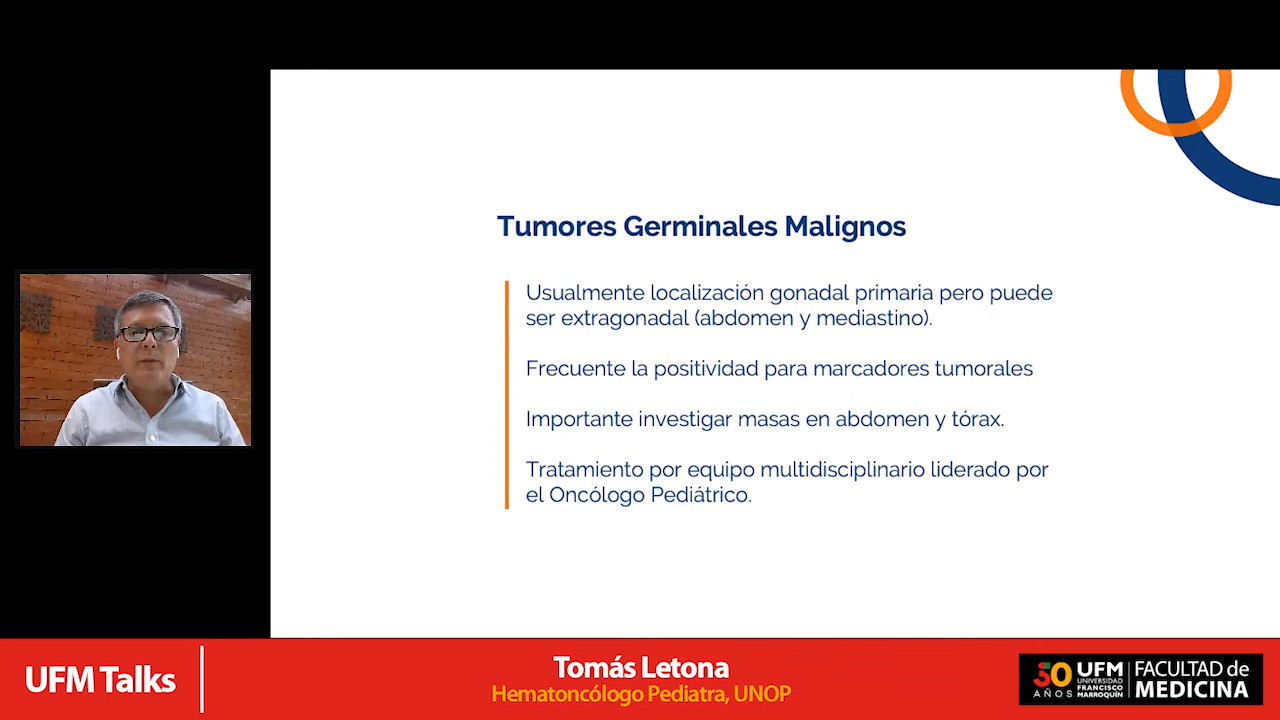 Tumores Germinales Malignos
Usualmente localización gonadal primaria pero puede
ser extragonadal (abdomen y mediastino).
Frecuente la positividad para marcadores tumorales
Importante investigar masas en abdomen y tórax.
Tratamiento por equipo multidisciplinario liderado por
el Oncólogo Pediátrico.
UFM Talks
Tomás Letona
Hematoncólogo Pediatra, UNOP
50
AÑOS
UFM
UNIVERSIDAD
FRANCISCO
MARROQUÍN
FACULTAD de
MEDICINA